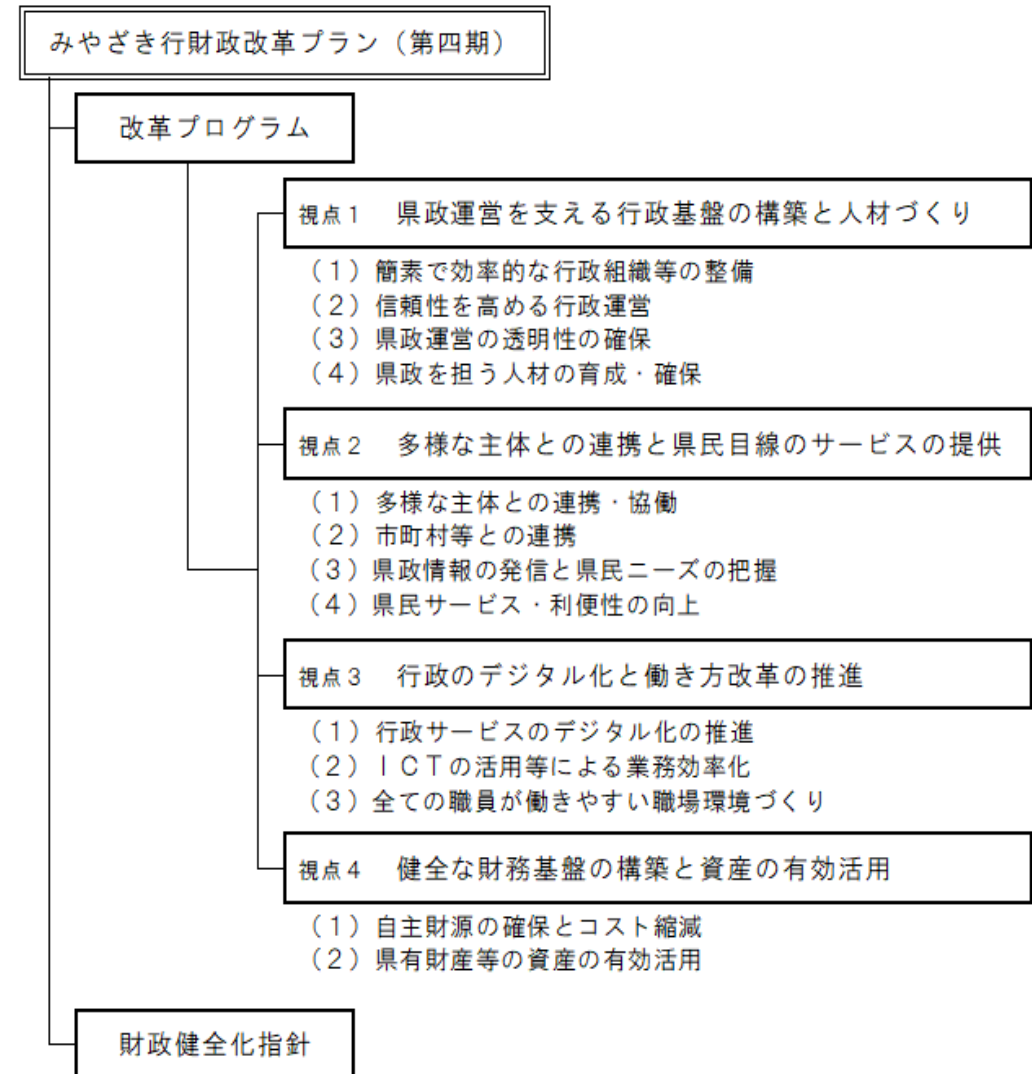 みやざき行財政改革プラン（第四期）
改革プログラム
視点１　県政運営を支える行政基盤の構築と人材づくり
（１）簡素で効率的な行政組織等の整備
（２）信頼性を高める行政運営
（３）県政運営の透明性の確保
（４）県政を担う人材の育成・確保
視点２　多様な主体との連携と県民目線のサービスの提供
（１）多様な主体との連携・協働
（２）市町村等との連携
（３）県政情報の発信と県民ニーズの把握
（４）県民サービス・利便性の向上
視点３　行政のデジタル化と働き方改革の推進
（１）行政サービスのデジタル化の推進
（２）ＩＣＴの活用等による業務効率化
（３）全ての職員が働きやすい職場環境づくり
視点４　健全な財務基盤の構築と資産の有効活用
（１）自主財源の確保とコスト縮減
（２）県有財産等の資産の有効活用
財政健全化指針